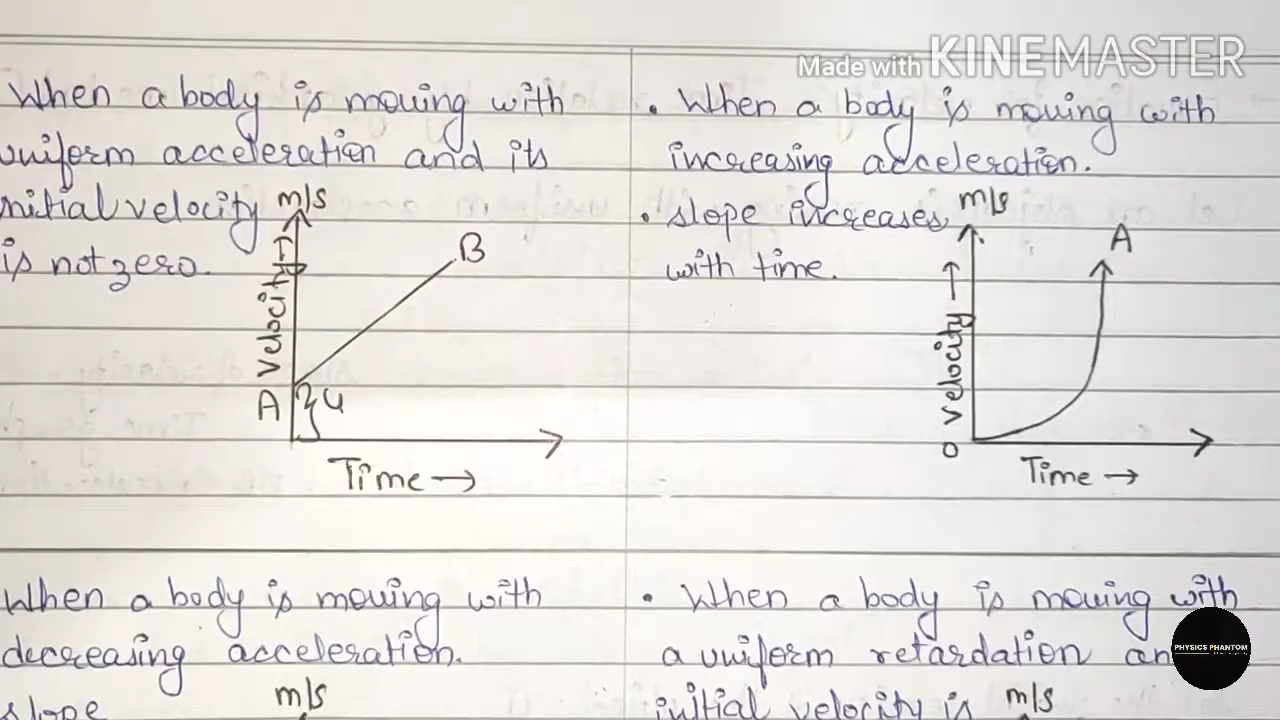 Made with KINEMASTER
When a body is moving with
uniform acceleration and its
initial velocity
is not zero.
m/s
Velocity →
B
A
u
Time →
• When a body is moving with
increasing acceleration.
• slope increases
with time.
m/s
Velocity →
A
O
Time →
When a body is moving with
decreasing acceleration.
slope
m/s
• When a body is moving with
a uniform retardation an
initial velocity is
m/s
PHYSICS PHANTOM